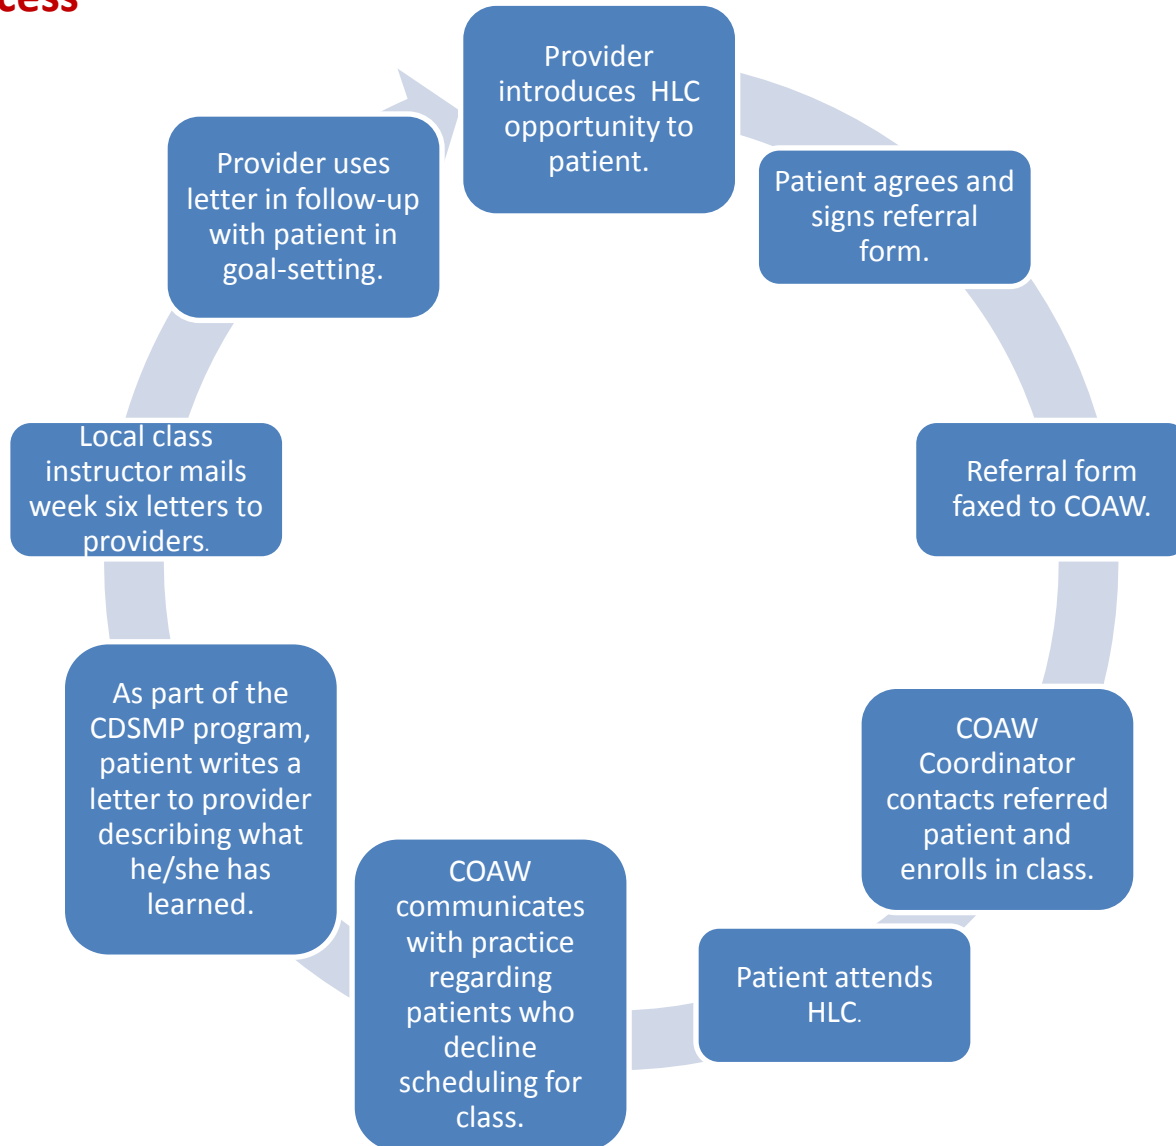 Provider
introduces HLC
opportunity to
patient.
Patient agrees and
signs referral
form.
Referral form
faxed to COAW.
COAW
Coordinator
contacts referred
patient and
enrolls in class.
Patient attends
HLC.
COAW
communicates
with practice
regarding
patients who
decline
scheduling for
class.
As part of the
CDSMP program,
patient writes a
letter to provider
describing what
he/she has
learned.
Local class
instructor mails
week six letters to
providers.
Provider uses
letter in follow-up
with patient in
goal-setting.